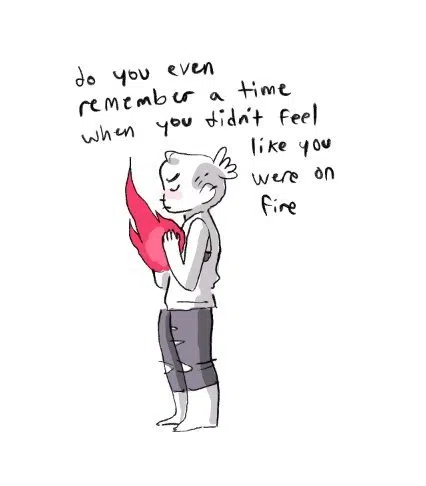 do you even
remember a time
when you didn't feel
like you
were on
fire